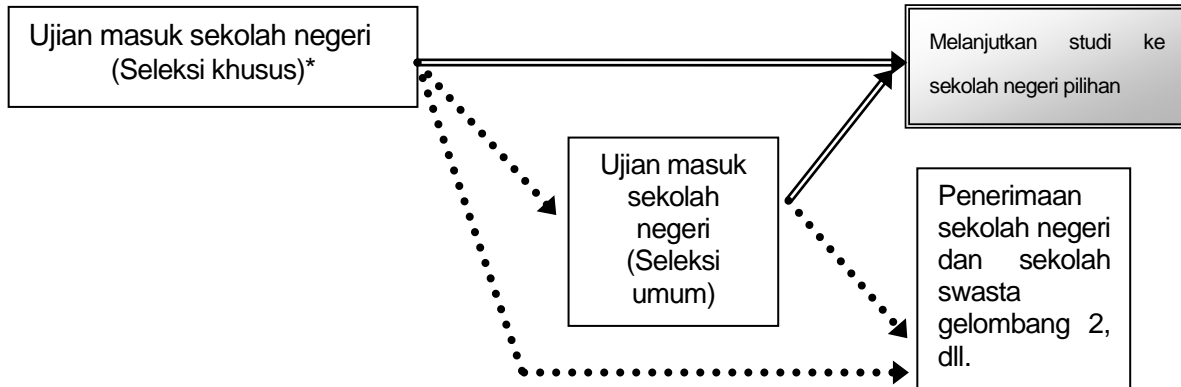 Ujian masuk sekolah negeri
(Seleksi khusus)*
Melanjutkan studi ke
sekolah negeri pilihan
Ujian masuk
sekolah
negeri
(Seleksi
umum)
Penerimaan
sekolah negeri
dan sekolah
swasta
gelombang 2,
dll.